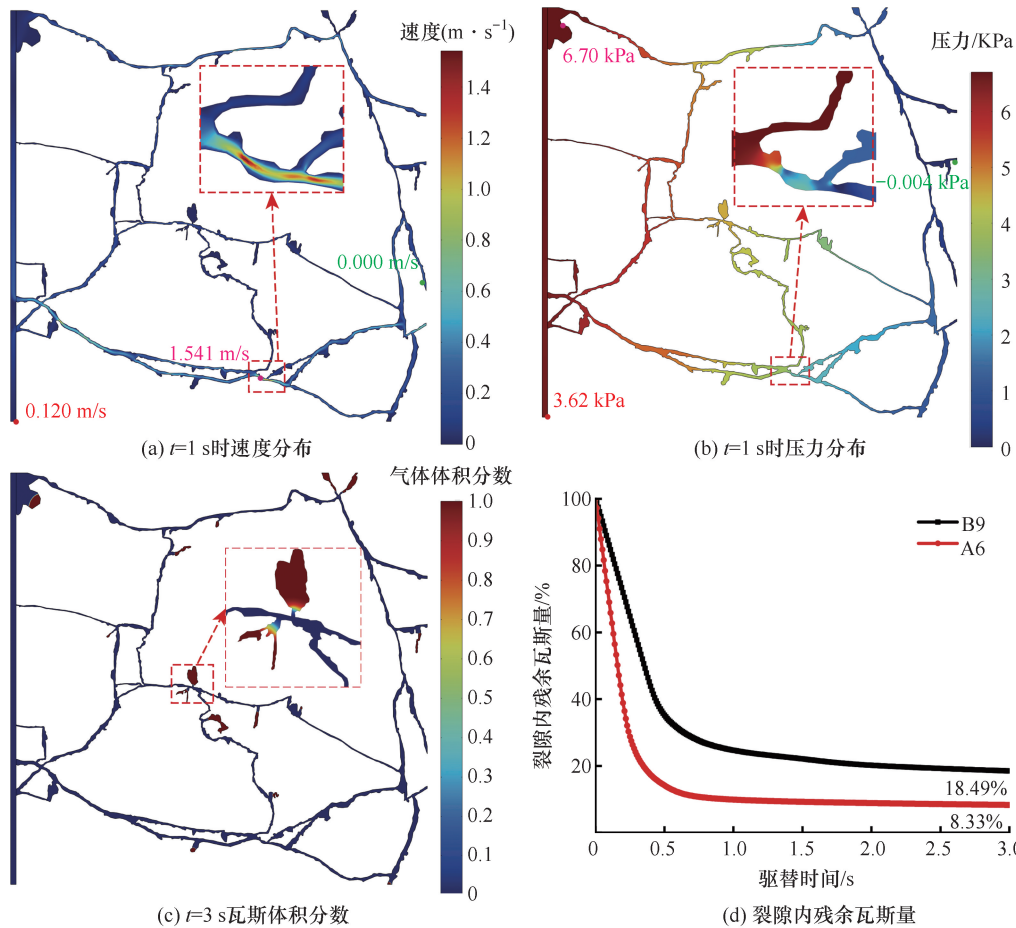 速度(m · s⁻¹)
1.4
1.2
1.0
0.8
0.6
0.4
0.2
0
0.000 m/s
1.541 m/s
0.120 m/s
(a) t=1 s时速度分布
压力/KPa
6
5
4
3
2
1
0
6.70 kPa
−0.004 kPa
3.62 kPa
(b) t=1 s时压力分布
气体体积分数
1.0
0.9
0.8
0.7
0.6
0.5
0.4
0.3
0.2
0.1
0
(c) t=3 s瓦斯体积分数
裂隙内残余瓦斯量/%
100
80
60
40
20
B9
A6
18.49%
8.33%
0 0.5 1.0 1.5 2.0 2.5 3.0
驱替时间/s
(d) 裂隙内残余瓦斯量